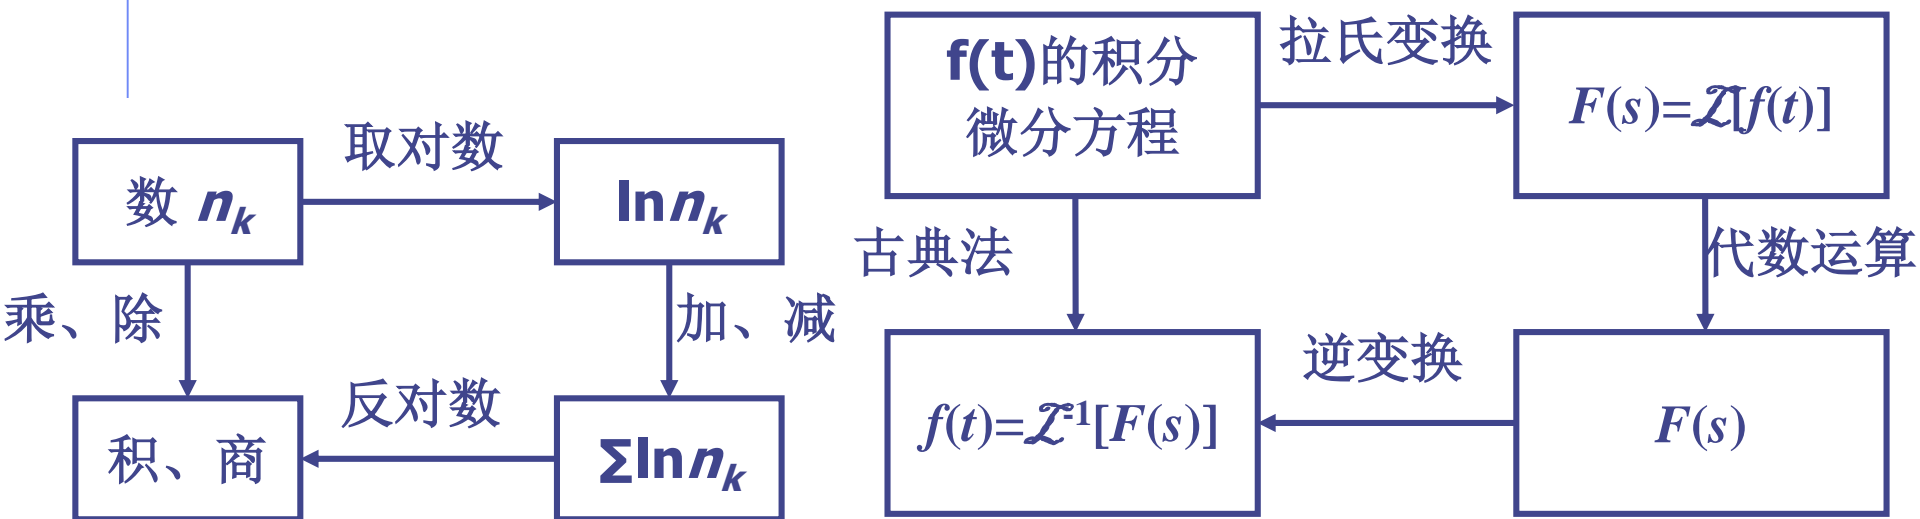 数 nₖ
取对数
lnnₖ
乘、除
加、减
积、商
反对数
∑lnnₖ
f(t)的积分
微分方程
拉氏变换
F(s)=ℒ[f(t)]
古典法
代数运算
f(t)=ℒ⁻¹[F(s)]
逆变换
F(s)